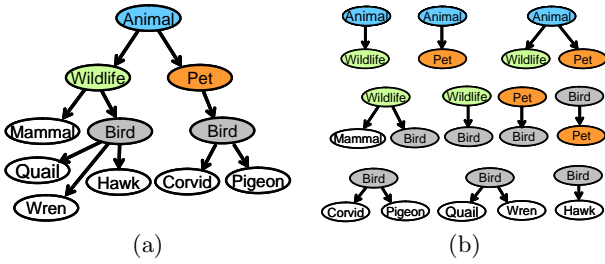 Animal
Wildlife Pet
Mammal Bird Bird
Quail Hawk Corvid Pigeon
Wren
(a)
Animal Animal Animal
Wildlife Pet Wildlife Pet
Wildlife Wildlife Pet Bird
Mammal Bird Bird Bird Pet
Bird Bird Bird
Corvid Pigeon Quail Wren Hawk
(b)